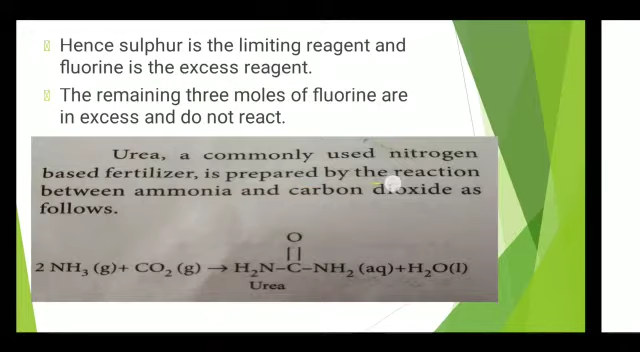 Hence sulphur is the limiting reagent and
fluorine is the excess reagent.
The remaining three moles of fluorine are
in excess and do not react.
Urea, a commonly used nitrogen
based fertilizer, is prepared by the reaction
between ammonia and carbon dioxide as
follows.
O
||
2 NH₃ (g)+ CO₂ (g) → H₂N–C–NH₂ (aq)+H₂O(l)
Urea